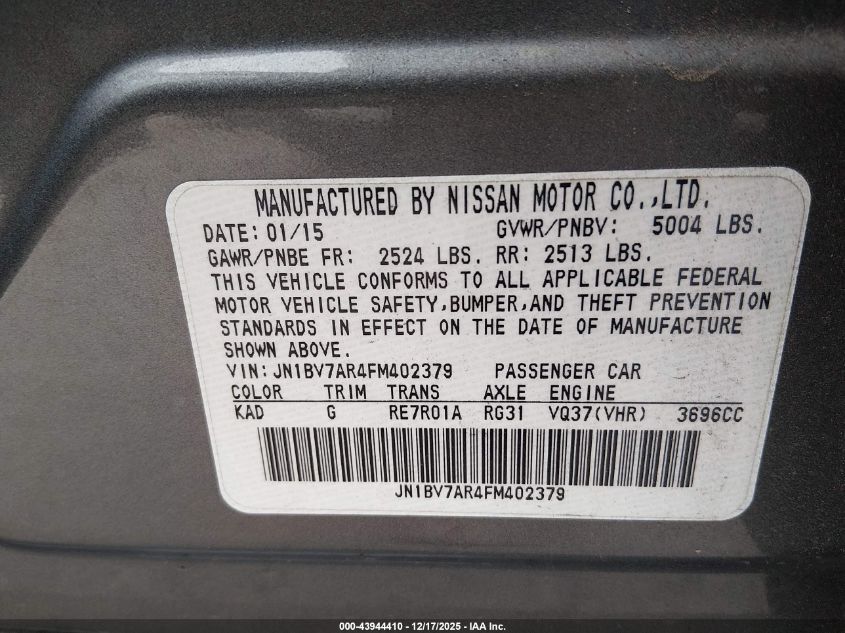 MANUFACTURED BY NISSAN MOTOR CO.,LTD.
DATE: 01/15 GVWR/PNBV: 5004 LBS.
GAWR/PNBE FR: 2524 LBS. RR: 2513 LBS.
THIS VEHICLE CONFORMS TO ALL APPLICABLE FEDERAL
MOTOR VEHICLE SAFETY,BUMPER,AND THEFT PREVENTION
STANDARDS IN EFFECT ON THE DATE OF MANUFACTURE
SHOWN ABOVE.
VIN: JN1BV7AR4FM402379 PASSENGER CAR
COLOR TRIM TRANS AXLE ENGINE
KAD G RE7R01A RG31 VQ37(VHR) 3696CC
JN1BV7AR4FM402379
000-43944410 - 12/17/2025 - IAA Inc.